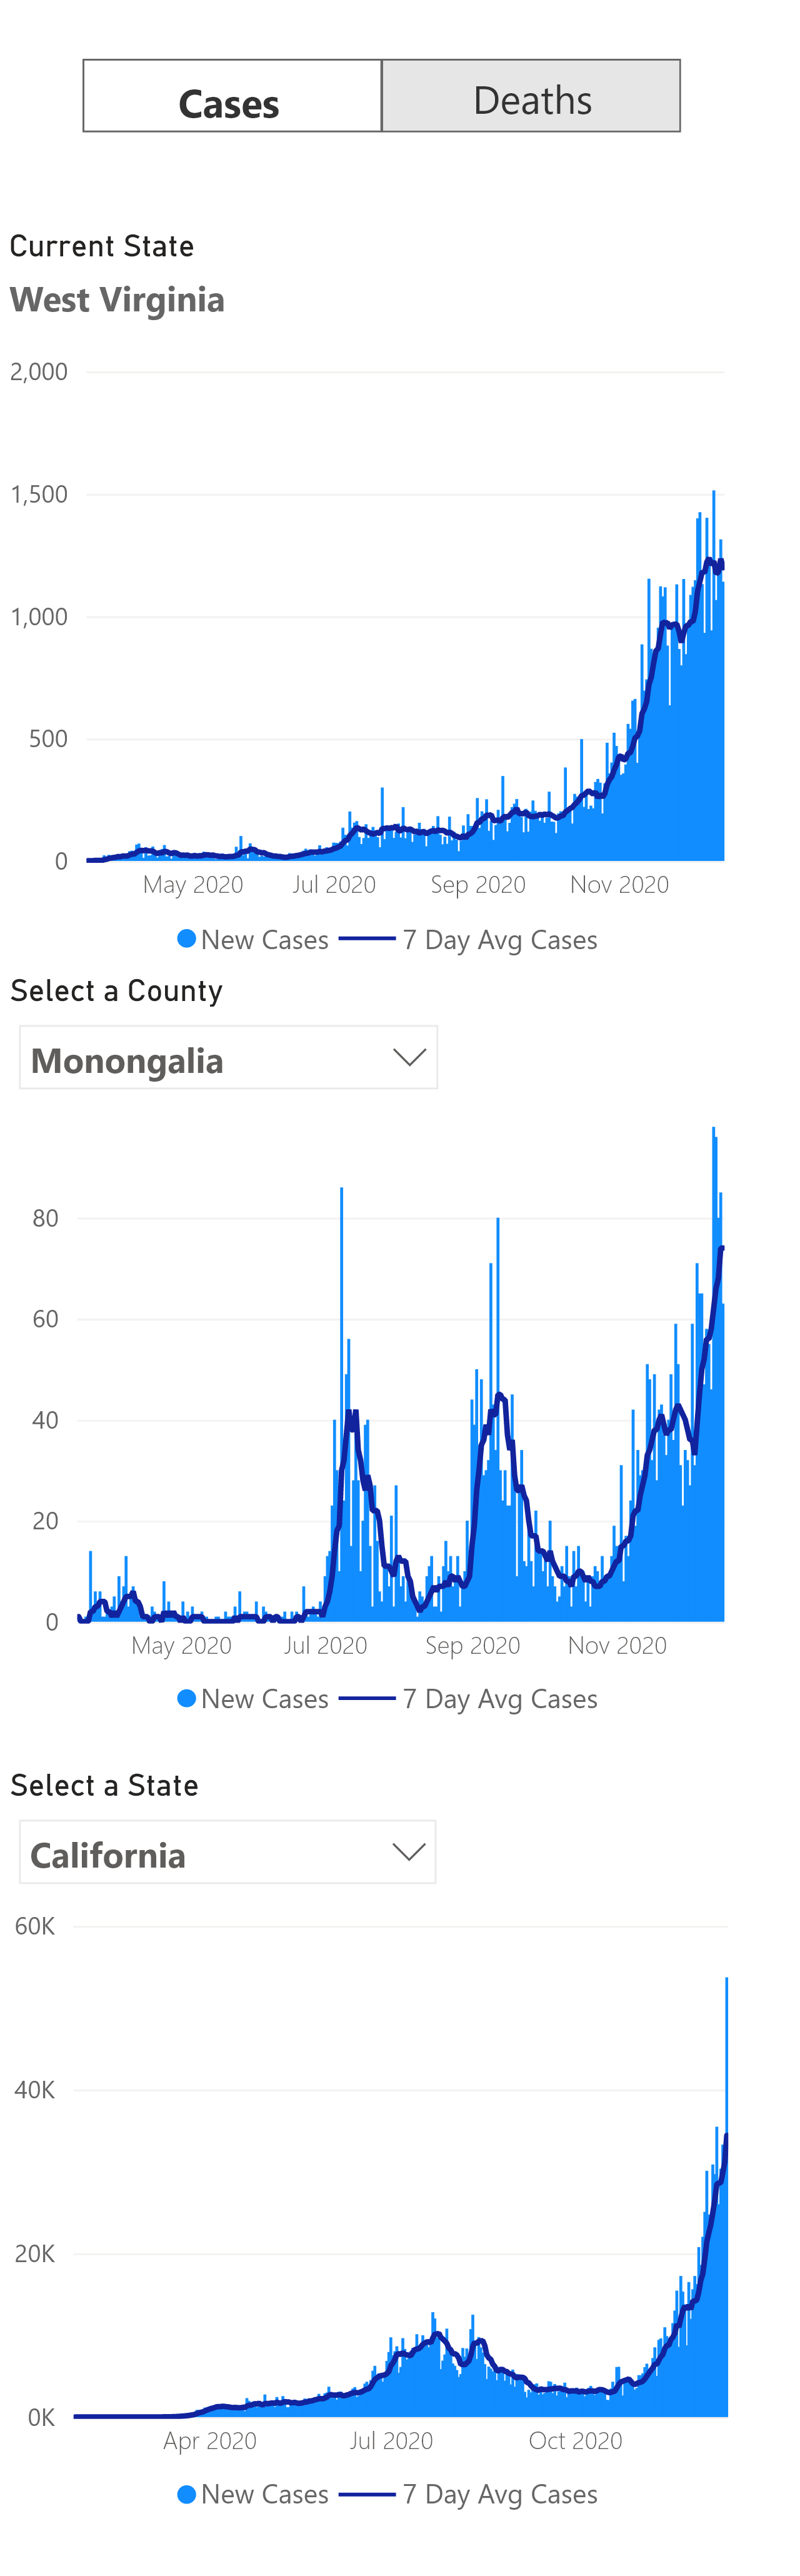 Cases Deaths
Current State
West Virginia
2,000
1,500
1,000
500
0
May 2020 Jul 2020 Sep 2020 Nov 2020
New Cases 7 Day Avg Cases
Select a County
Monongalia
80
60
40
20
0
May 2020 Jul 2020 Sep 2020 Nov 2020
New Cases 7 Day Avg Cases
Select a State
California
60K
40K
20K
0K
Apr 2020 Jul 2020 Oct 2020
New Cases 7 Day Avg Cases